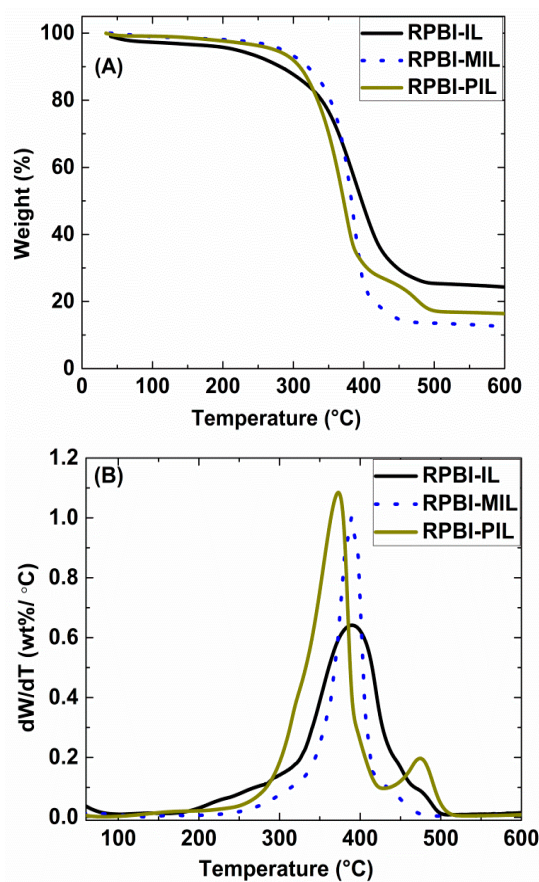 100
(A)
RPBI-IL
RPBI-MIL
RPBI-PIL
80
60
40
20
0
Weight (%)
0 100 200 300 400 500 600
Temperature (°C)
1.2
(B)
RPBI-IL
RPBI-MIL
RPBI-PIL
1.0
0.8
0.6
0.4
0.2
0.0
dW/dT (wt%/ °C)
100 200 300 400 500 600
Temperature (°C)